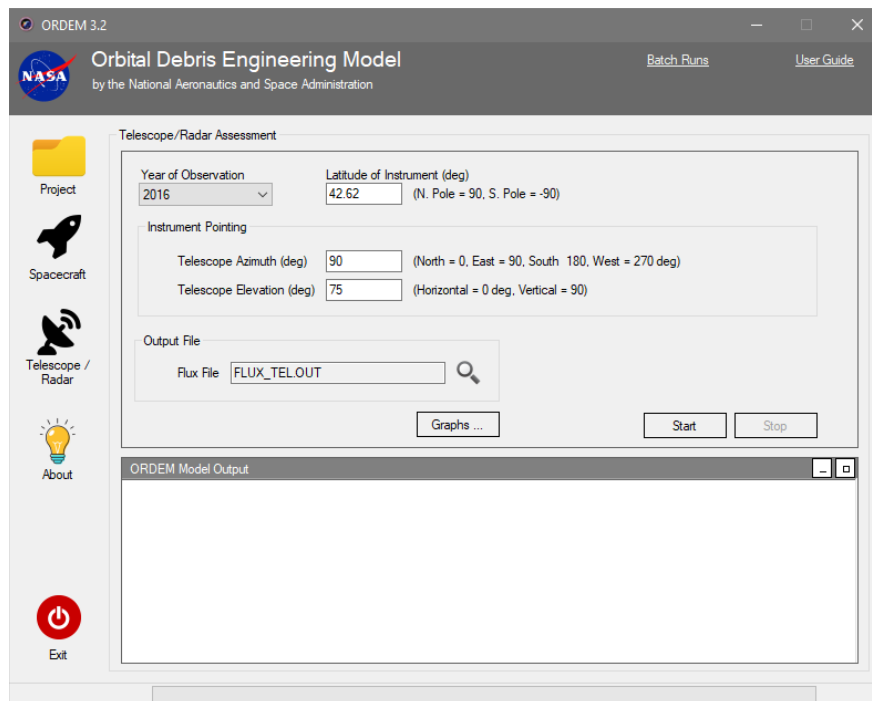 ORDEM 3.2
NASA
Orbital Debris Engineering Model
by the National Aeronautics and Space Administration
Batch Runs
User Guide
Project
Spacecraft
Telescope /
Radar
About
Exit
Telescope/Radar Assessment
Year of Observation
2016
Latitude of Instrument (deg)
42.62 (N. Pole = 90, S. Pole = -90)
Instrument Pointing
Telescope Azimuth (deg) 90 (North = 0, East = 90, South 180, West = 270 deg)
Telescope Elevation (deg) 75 (Horizontal = 0 deg, Vertical = 90)
Output File
Flux File FLUX_TEL.OUT
Graphs ...
Start
Stop
ORDEM Model Output